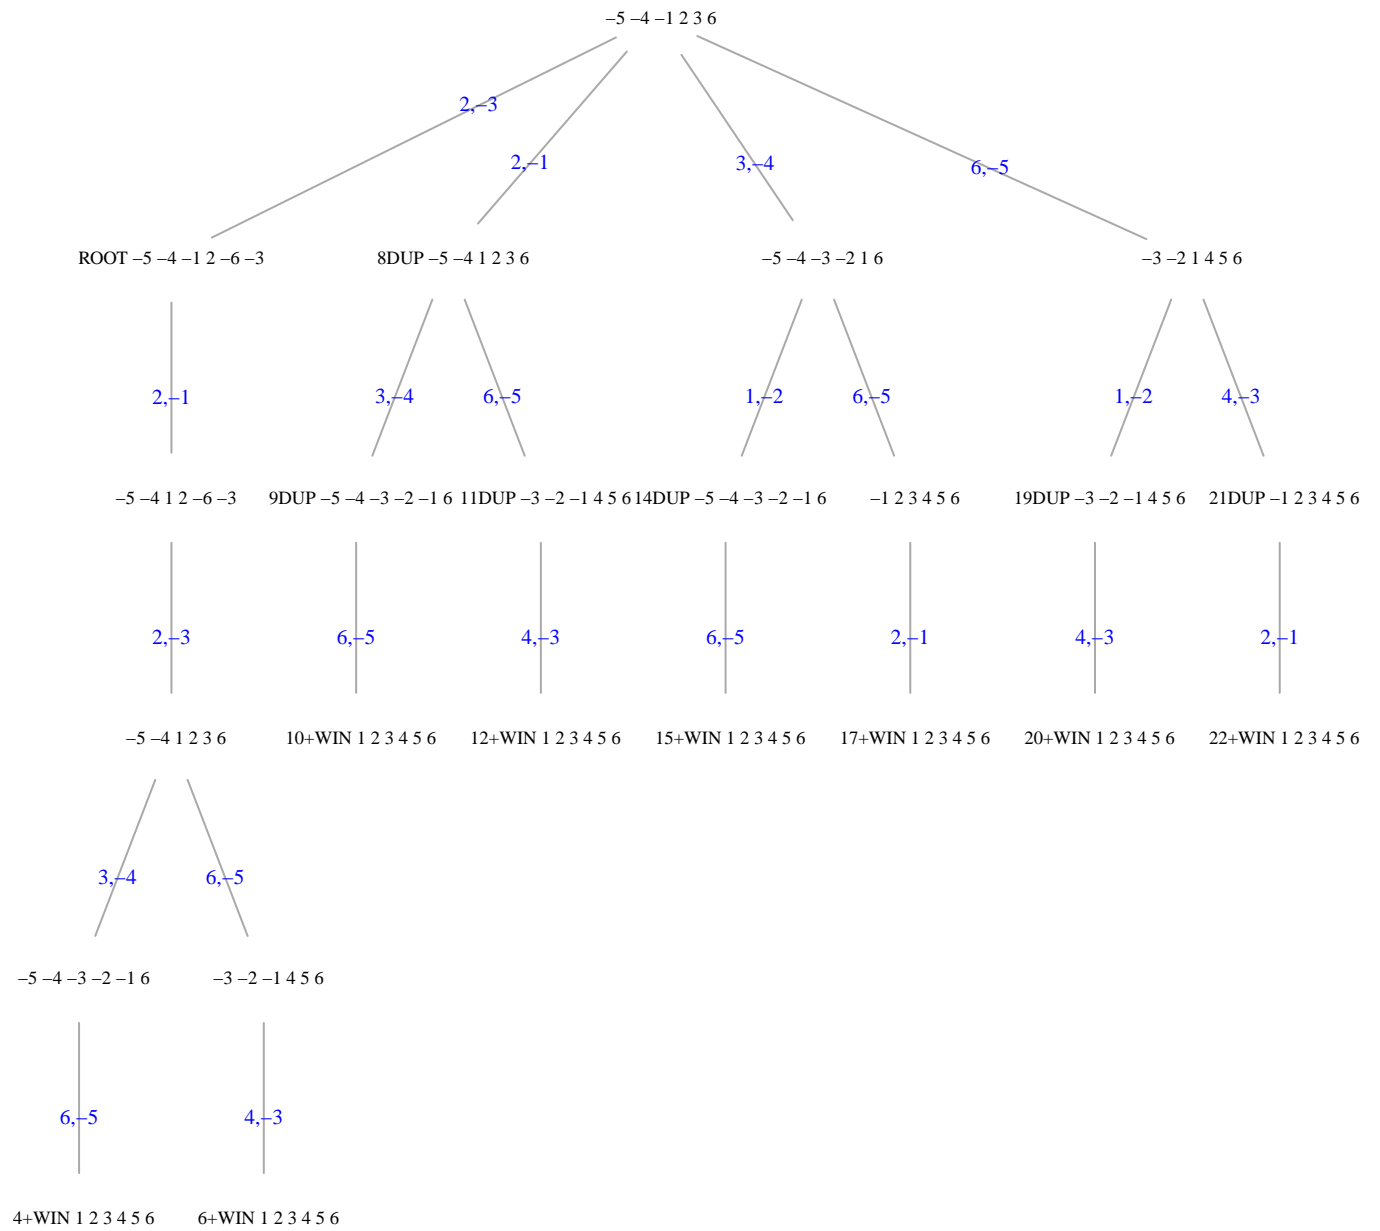 –5 –4 –1 2 3 6
2,–3
2,–1
3,–4
6,–5
ROOT –5 –4 –1 2 –6 –3
8DUP –5 –4 1 2 3 6
–5 –4 –3 –2 1 6
–3 –2 1 4 5 6
2,–1
3,–4
6,–5
1,–2
6,–5
1,–2
4,–3
–5 –4 1 2 –6 –3
9DUP –5 –4 –3 –2 –1 6
11DUP –3 –2 –1 4 5 6
14DUP –5 –4 –3 –2 –1 6
–1 2 3 4 5 6
19DUP –3 –2 –1 4 5 6
21DUP –1 2 3 4 5 6
2,–3
6,–5
4,–3
6,–5
2,–1
4,–3
2,–1
–5 –4 1 2 3 6
10+WIN 1 2 3 4 5 6
12+WIN 1 2 3 4 5 6
15+WIN 1 2 3 4 5 6
17+WIN 1 2 3 4 5 6
20+WIN 1 2 3 4 5 6
22+WIN 1 2 3 4 5 6
3,–4
6,–5
–5 –4 –3 –2 –1 6
–3 –2 –1 4 5 6
6,–5
4,–3
4+WIN 1 2 3 4 5 6
6+WIN 1 2 3 4 5 6